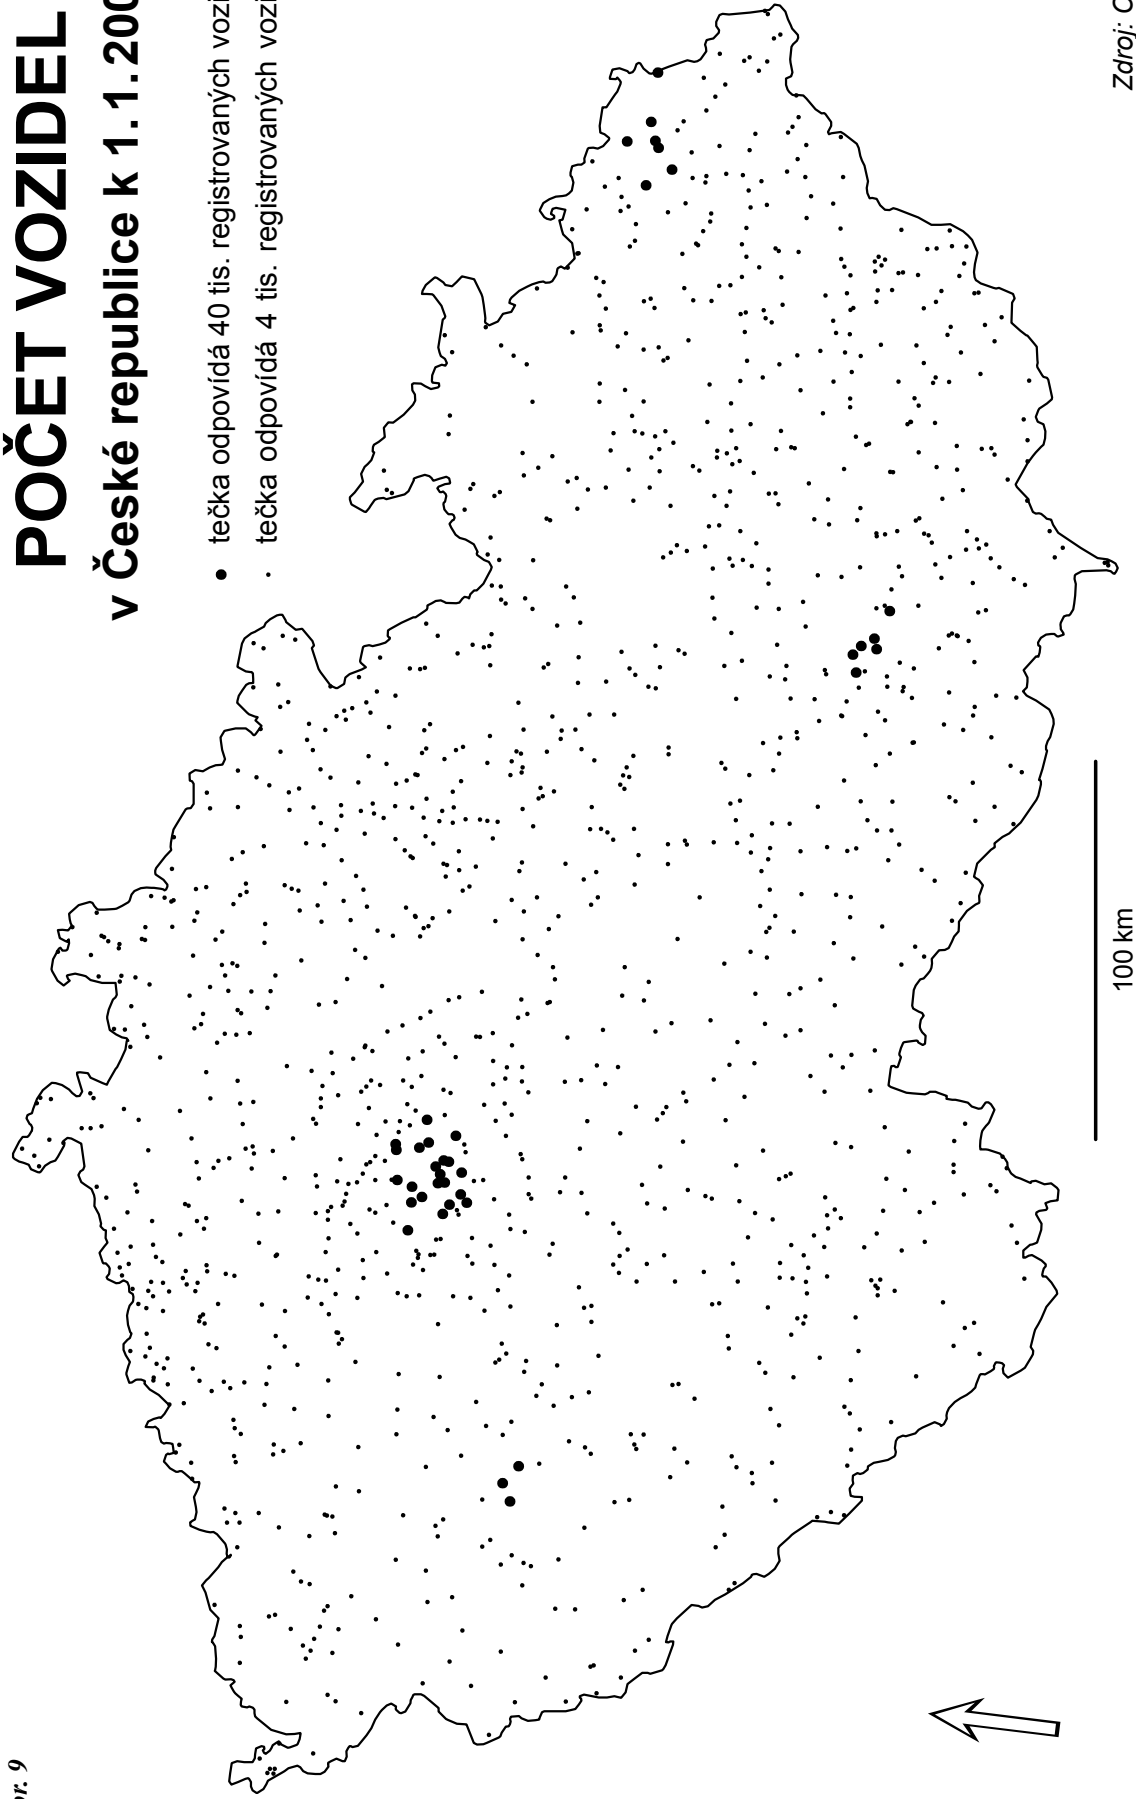 POČET VOZIDEL
v České republice k 1.1.200
tečka odpovídá 40 tis. registrovaných vozi
tečka odpovídá 4 tis. registrovaných vozi
100 km
Zdroj: